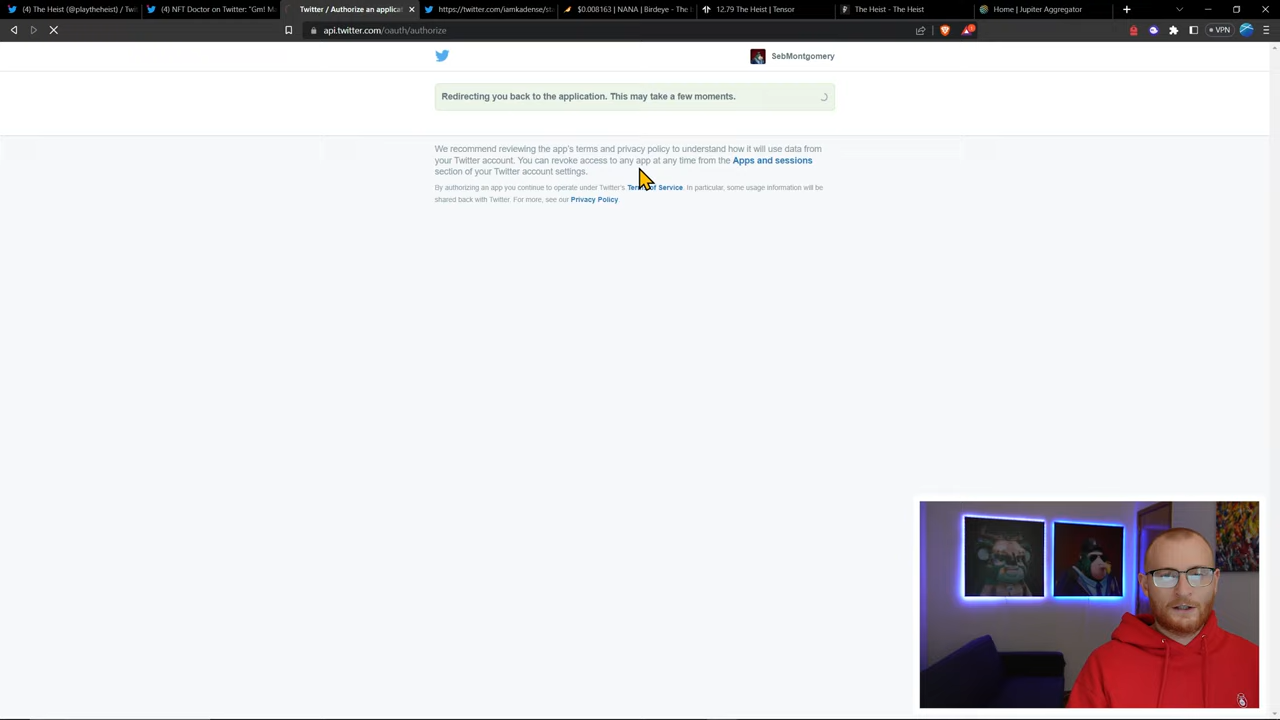 (4) The Heist (@playtheheist) / Tw
(4) NFT Doctor on Twitter: "Gm! M
Twitter / Authorize an applicat
https://twitter.com/iamkadense/st
$0.008163 | NANA | Birdeye - The
12.79 The Heist | Tensor
The Heist - The Heist
Home | Jupiter Aggregator
api.twitter.com/oauth/authorize
VPN
SebMontgomery
Redirecting you back to the application. This may take a few moments.
We recommend reviewing the app's terms and privacy policy to understand how it will use data from
your Twitter account. You can revoke access to any app at any time from the Apps and sessions
section of your Twitter account settings.
By authorizing an app you continue to operate under Twitter's Terms of Service. In particular, some usage information will be
shared back with Twitter. For more, see our Privacy Policy.